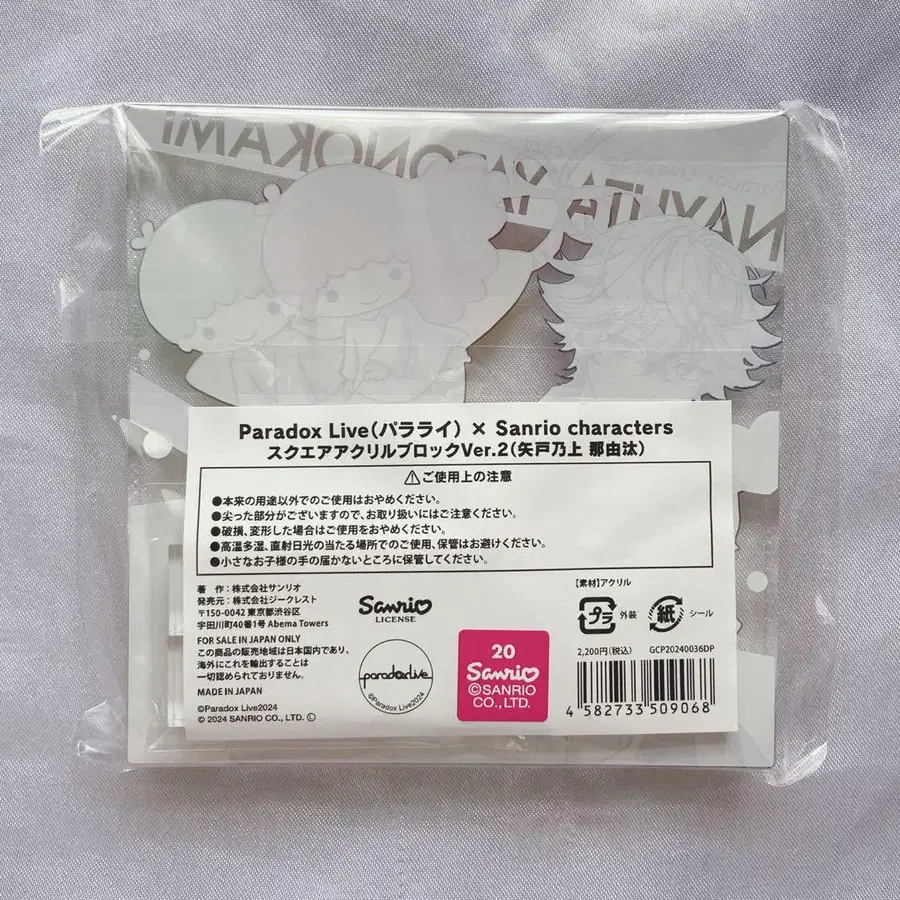 NAYUTA YATONOKAMI
Paradox Live(パラライ) × Sanrio characters
スクエアアクリルブロックVer.2(矢戸乃上 那由汰)
⚠ご使用上の注意
●本来の用途以外でのご使用はおやめください。
●尖った部分がございますので、お取り扱いにはご注意ください。
●破損、変形した場合はご使用をおやめください。
●高温多湿、直射日光の当たる場所でのご使用、保管はお避けください。
●小さなお子様の手の届かないところに保管してください。
著 作：株式会社サンリオ
発売元：株式会社ジークレスト
〒150-0042 東京都渋谷区
宇田川町40番1号 Abema Towers
FOR SALE IN JAPAN ONLY
この商品の販売地域は日本国内であり、
海外にこれを輸出することは
一切認められておりません。
MADE IN JAPAN
©Paradox Live2024
© 2024 SANRIO CO., LTD. Ⓛ
Sanrio
LICENSE
paradoxlive
©Paradox Live2024
20
Sanrio
©SANRIO
CO., LTD.
【素材】アクリル
プラ 外装
紙 シール
2,200円(税込) GCP20240036DP
4 582733 509068